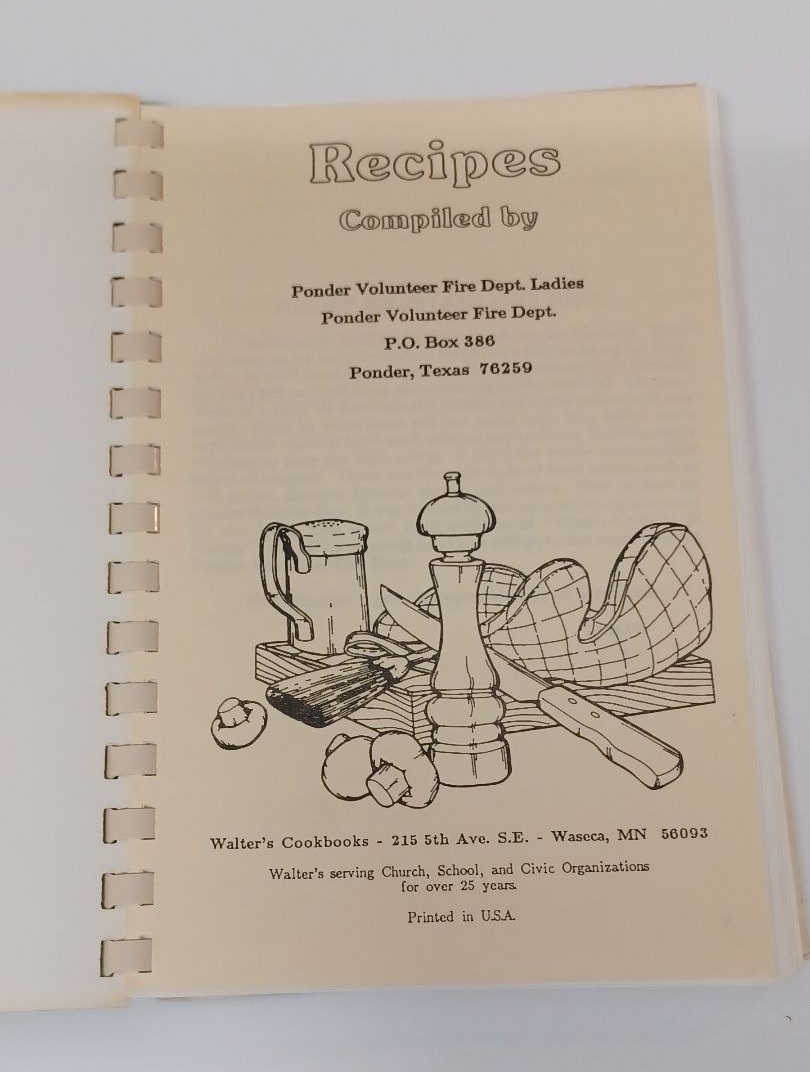 Recipes
Compiled by
Ponder Volunteer Fire Dept. Ladies
Ponder Volunteer Fire Dept.
P.O. Box 386
Ponder, Texas 76259
Walter's Cookbooks - 215 5th Ave. S.E. - Waseca, MN 56093
Walter's serving Church, School, and Civic Organizations
for over 25 years.
Printed in U.S.A.